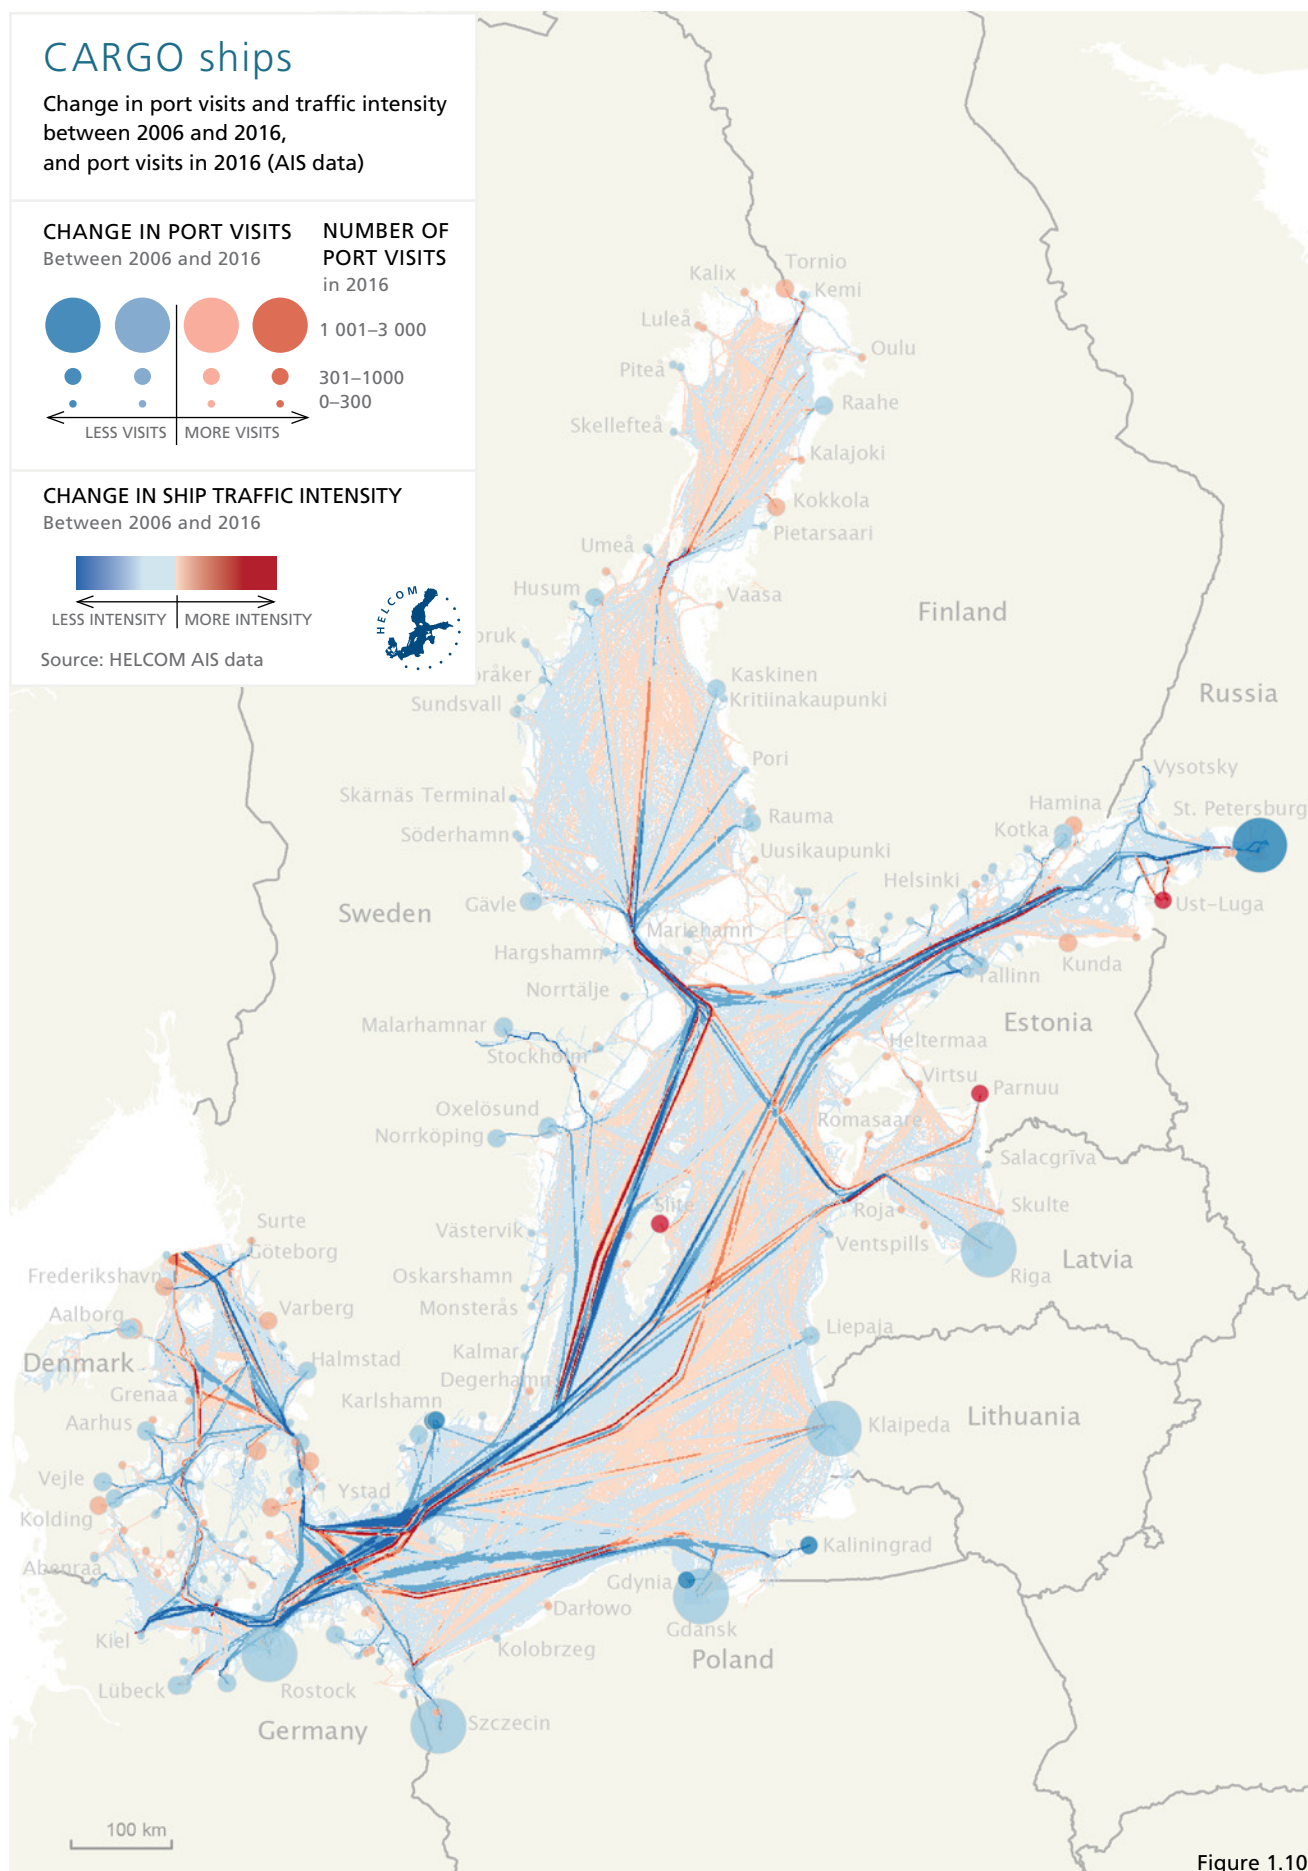 CARGO ships
Change in port visits and traffic intensity
between 2006 and 2016,
and port visits in 2016 (AIS data)
CHANGE IN PORT VISITS
Between 2006 and 2016
NUMBER OF
PORT VISITS
in 2016
1 001–3 000
301–1000
0–300
LESS VISITS
MORE VISITS
CHANGE IN SHIP TRAFFIC INTENSITY
Between 2006 and 2016
LESS INTENSITY
MORE INTENSITY
HELCOM
Source: HELCOM AIS data
Tornio
Kalix
Kemi
Luleå
Oulu
Piteå
Raahe
Skellefteå
Kalajoki
Kokkola
Pietarsaari
Umeå
Husum
Vaasa
Finland
bruk
Kaskinen
Russia
Kritiinakaupunki
Sundsvall
Pori
Vysotsky
Skärnäs Terminal
Hamina
St. Petersburg
Rauma
Kotka
Söderhamn
Uusikaupunki
Helsinki
Gävle
Ust-Luga
Sweden
Mariehamn
Hargshamn
Kunda
Tallinn
Norrtälje
Malarhamnar
Estonia
Heltermaa
Stockholm
Virtsu
Parnuu
Oxelösund
Romasaare
Norrköping
Salacgrīva
Slite
Skulte
Roja
Surte
Västervik
Ventspills
Göteborg
Latvia
Frederikshavn
Oskarshamn
Riga
Varberg
Monsterås
Aalborg
Liepaja
Kalmar
Denmark
Halmstad
Degerhamn
Grenaa
Karlshamn
Lithuania
Aarhus
Klaipeda
Vejle
Ystad
Kolding
Kaliningrad
Abenraa
Gdynia
Darłowo
Gdańsk
Kiel
Kolobrzeg
Poland
Lübeck
Rostock
Szczecin
Germany
100 km
Figure 1.10